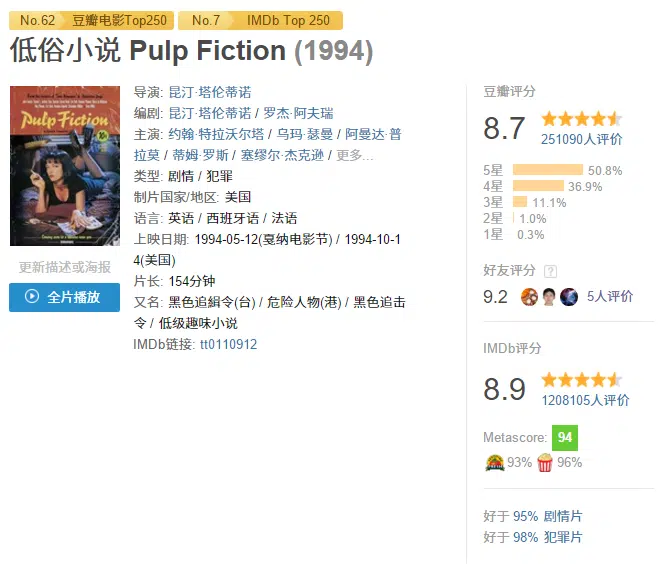 No.62 豆瓣电影Top250 No.7 IMDb Top 250
低俗小说 Pulp Fiction (1994)
Pulp Fiction
10¢
更新描述或海报
全片播放
导演: 昆汀·塔伦蒂诺
编剧: 昆汀·塔伦蒂诺 / 罗杰·阿夫瑞
主演: 约翰·特拉沃尔塔 / 乌玛·瑟曼 / 阿曼达·普
拉莫 / 蒂姆·罗斯 / 塞缪尔·杰克逊 / 更多...
类型: 剧情 / 犯罪
制片国家/地区: 美国
语言: 英语 / 西班牙语 / 法语
上映日期: 1994-05-12(戛纳电影节) / 1994-10-1
4(美国)
片长: 154分钟
又名: 黑色追緝令(台) / 危险人物(港) / 黑色追击
令 / 低级趣味小说
IMDb链接: tt0110912
豆瓣评分
8.7
251090人评价
5星 50.8%
4星 36.9%
3星 11.1%
2星 1.0%
1星 0.3%
好友评分 ?
9.2 5人评价
IMDb评分
8.9
1208105人评价
Metascore: 94
93% 96%
好于 95% 剧情片
好于 98% 犯罪片